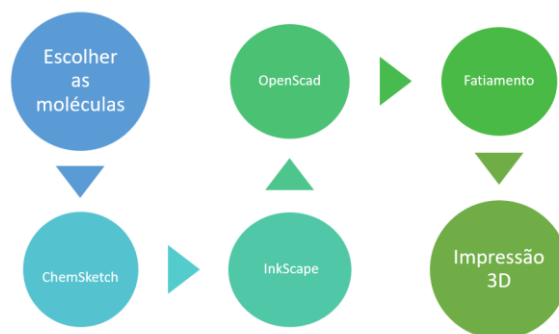 Escolher
as
moléculas
ChemSketch
InkScape
OpenScad
Fatiamento
Impressão
3D